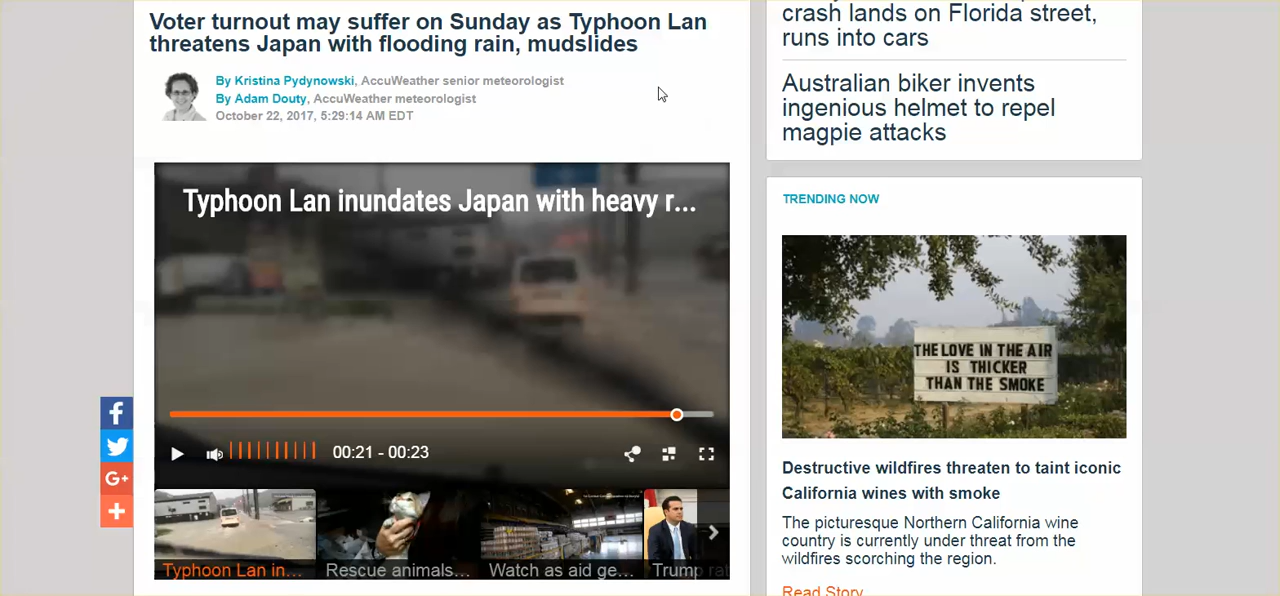 Voter turnout may suffer on Sunday as Typhoon Lan
threatens Japan with flooding rain, mudslides
By Kristina Pydynowski, AccuWeather senior meteorologist
By Adam Douty, AccuWeather meteorologist
October 22, 2017, 5:29:14 AM EDT
Typhoon Lan inundates Japan with heavy r...
00:21 - 00:23
Typhoon Lan in...
Rescue animals...
Watch as aid ge...
Trump rat
f
G+
+
crash lands on Florida street,
runs into cars
Australian biker invents
ingenious helmet to repel
magpie attacks
TRENDING NOW
THE LOVE IN THE AIR
IS THICKER
THAN THE SMOKE
Destructive wildfires threaten to taint iconic
California wines with smoke
The picturesque Northern California wine
country is currently under threat from the
wildfires scorching the region.
Read Story